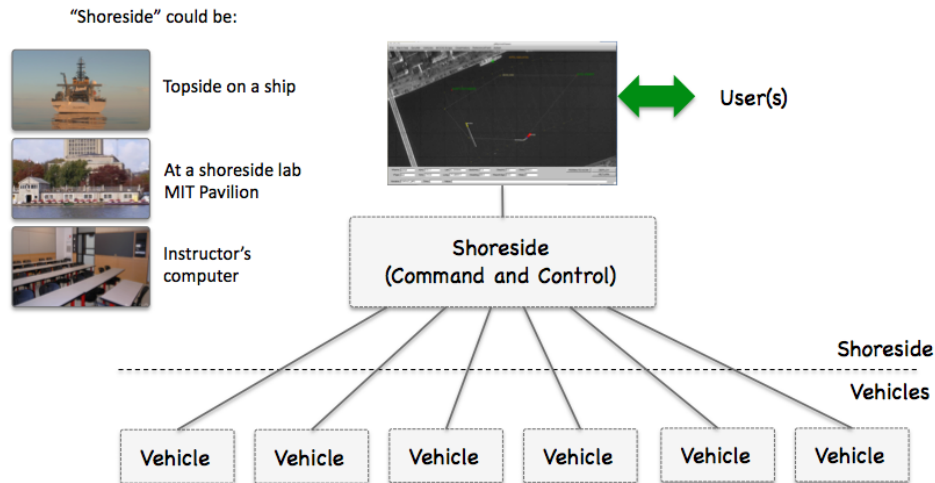 “Shoreside” could be:
Topside on a ship
At a shoreside lab
MIT Pavilion
Instructor’s
computer
User(s)
Shoreside
(Command and Control)
Shoreside
Vehicles
Vehicle
Vehicle
Vehicle
Vehicle
Vehicle
Vehicle